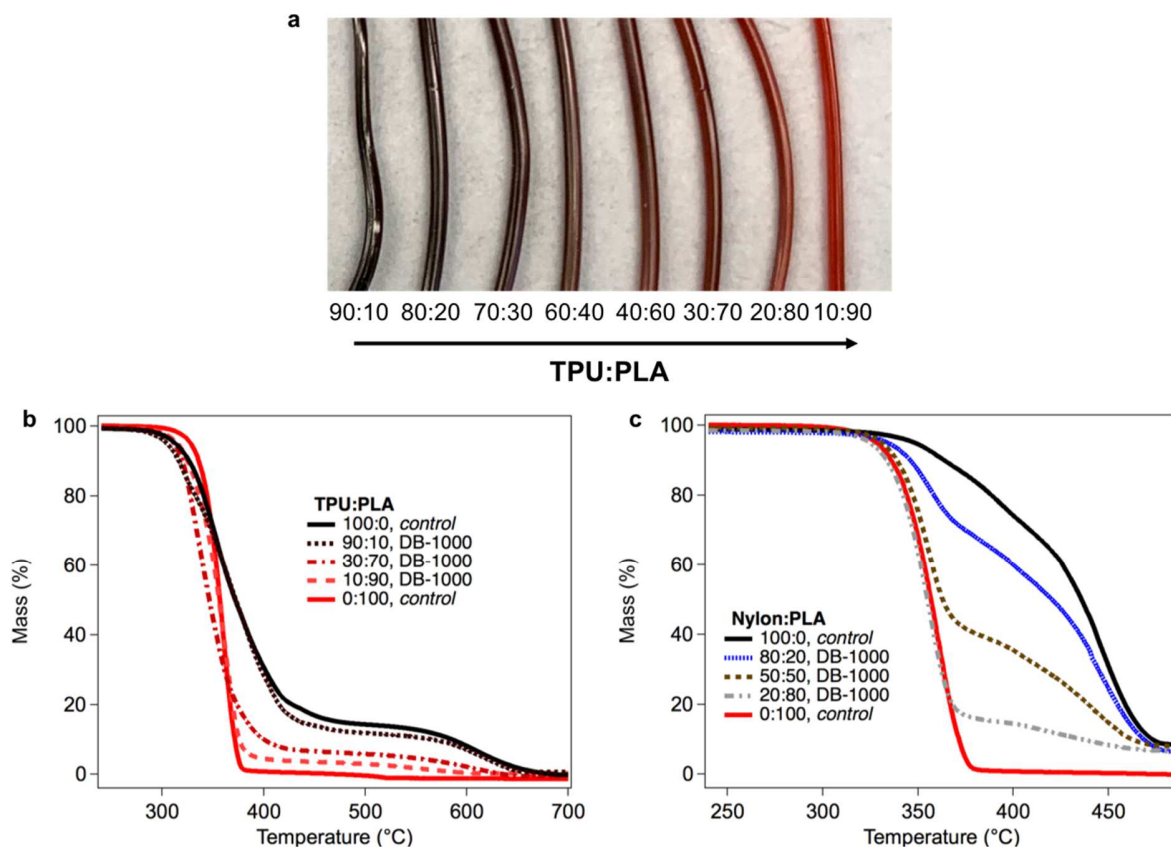 a
90:10 80:20 70:30 60:40 40:60 30:70 20:80 10:90
TPU:PLA
b
100
80
60
40
20
0
Mass (%)
TPU:PLA
100:0, control
90:10, DB-1000
30:70, DB-1000
10:90, DB-1000
0:100, control
300 400 500 600 700
Temperature (°C)
c
100
80
60
40
20
0
Mass (%)
Nylon:PLA
100:0, control
80:20, DB-1000
50:50, DB-1000
20:80, DB-1000
0:100, control
250 300 350 400 450
Temperature (°C)